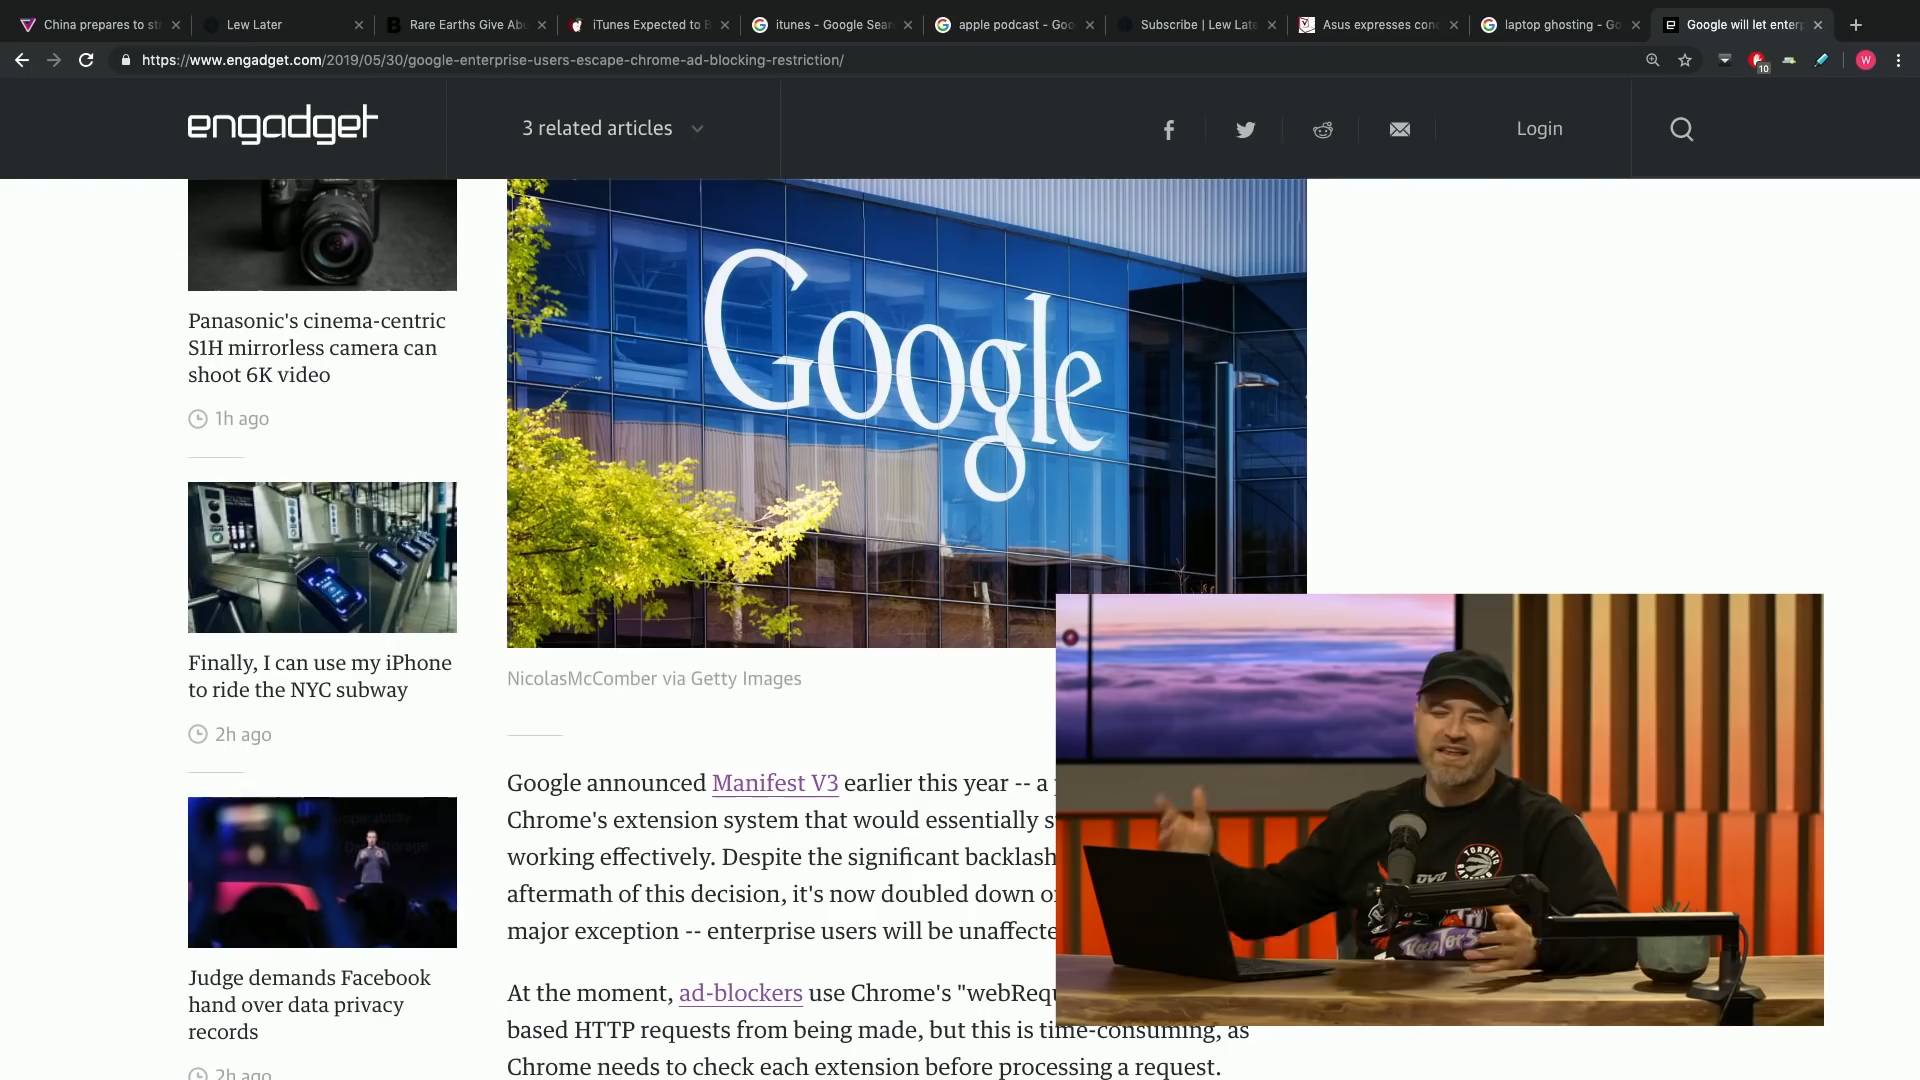 China prepares to st
Lew Later
Rare Earths Give Ab
iTunes Expected to B
itunes - Google Sear
apple podcast - Goo
Subscribe | Lew Late
Asus expresses con
laptop ghosting - Go
Google will let enter
https://www.engadget.com/2019/05/30/google-enterprise-users-escape-chrome-ad-blocking-restriction/
10
W
engadget
3 related articles
Login
Panasonic's cinema-centric
S1H mirrorless camera can
shoot 6K video
1h ago
Finally, I can use my iPhone
to ride the NYC subway
2h ago
Judge demands Facebook
hand over data privacy
records
2h ago
Google
NicolasMcComber via Getty Images
Google announced Manifest V3 earlier this year -- a
Chrome's extension system that would essentially s
working effectively. Despite the significant backlash
aftermath of this decision, it's now doubled down o
major exception -- enterprise users will be unaffecte
At the moment, ad-blockers use Chrome's "webRequ
based HTTP requests from being made, but this is time-consuming, as
Chrome needs to check each extension before processing a request.
TORONTO
OVO
RAPTORS